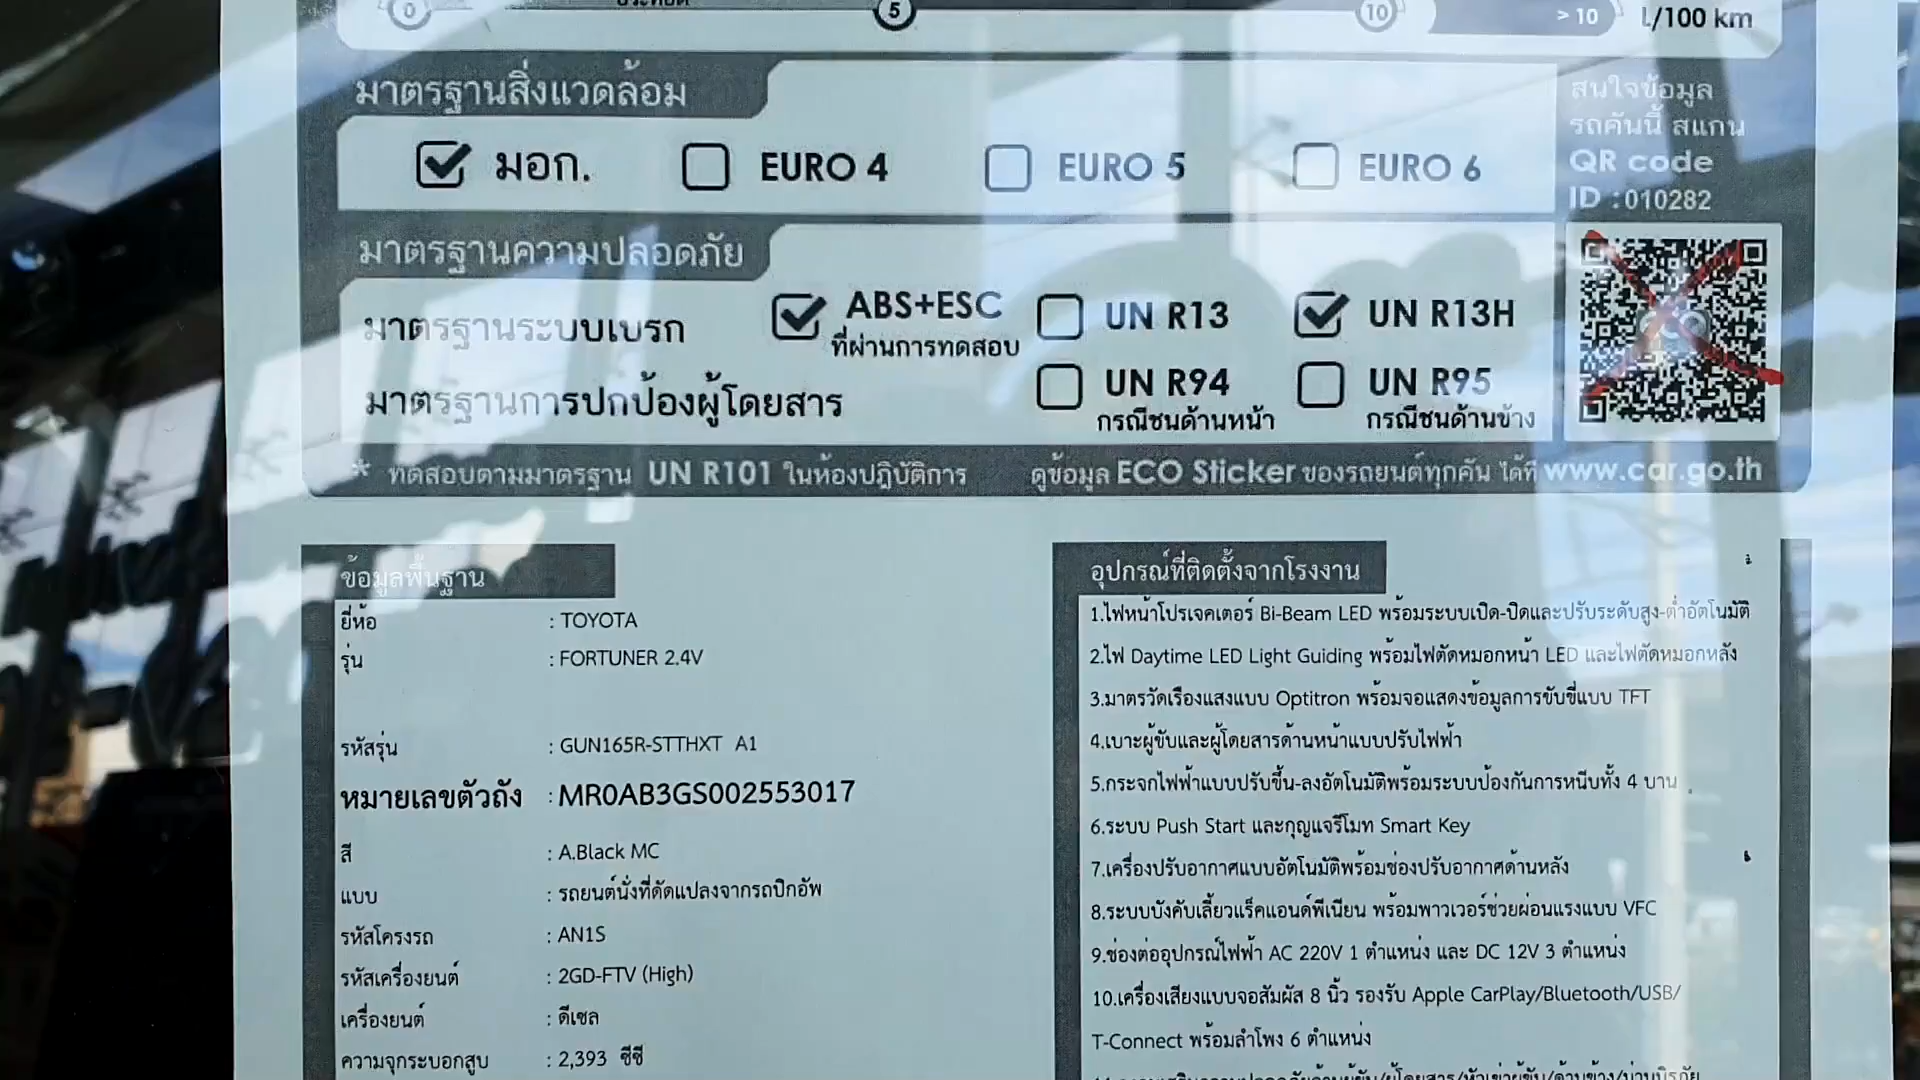 0 5 10 > 10 L/100 km
มาตรฐานสิ่งแวดล้อม
มอก. EURO 4 EURO 5 EURO 6
สนใจข้อมูล
รถคันนี้ สแกน
QR code
ID :010282
มาตรฐานความปลอดภัย
มาตรฐานระบบเบรก ABS+ESC UN R13 UN R13H
ที่ผ่านการทดสอบ
มาตรฐานการปกป้องผู้โดยสาร UN R94 UN R95
กรณีชนด้านหน้า กรณีชนด้านข้าง
* ทดสอบตามมาตรฐาน UN R101 ในห้องปฏิบัติการ ดูข้อมูล ECO Sticker ของรถยนต์ทุกคัน ได้ที่ www.car.go.th
ข้อมูลพื้นฐาน
ยี่ห้อ : TOYOTA
รุ่น : FORTUNER 2.4V
รหัสรุ่น : GUN165R-STTHXT A1
หมายเลขตัวถัง : MR0AB3GS002553017
สี : A.Black MC
แบบ : รถยนต์นั่งที่ดัดแปลงจากรถปิกอัพ
รหัสโครงรถ : AN1S
รหัสเครื่องยนต์ : 2GD-FTV (High)
เครื่องยนต์ : ดีเซล
ความจุกระบอกสูบ : 2,393 ซีซี
อุปกรณ์ที่ติดตั้งจากโรงงาน
1.ไฟหน้าโปรเจคเตอร์ Bi-Beam LED พร้อมระบบเปิด-ปิดและปรับระดับสูง-ต่ำอัตโนมัติ
2.ไฟ Daytime LED Light Guiding พร้อมไฟตัดหมอกหน้า LED และไฟตัดหมอกหลัง
3.มาตรวัดเรืองแสงแบบ Optitron พร้อมจอแสดงข้อมูลการขับขี่แบบ TFT
4.เบาะผู้ขับและผู้โดยสารด้านหน้าแบบปรับไฟฟ้า
5.กระจกไฟฟ้าแบบปรับขึ้น-ลงอัตโนมัติพร้อมระบบป้องกันการหนีบทั้ง 4 บาน
6.ระบบ Push Start และกุญแจรีโมท Smart Key
7.เครื่องปรับอากาศแบบอัตโนมัติพร้อมช่องปรับอากาศด้านหลัง
8.ระบบบังคับเลี้ยวแร็คแอนด์พีเนียน พร้อมพาวเวอร์ช่วยผ่อนแรงแบบ VFC
9.ช่องต่ออุปกรณ์ไฟฟ้า AC 220V 1 ตำแหน่ง และ DC 12V 3 ตำแหน่ง
10.เครื่องเสียงแบบจอสัมผัส 8 นิ้ว รองรับ Apple CarPlay/Bluetooth/USB/
T-Connect พร้อมลำโพง 6 ตำแหน่ง